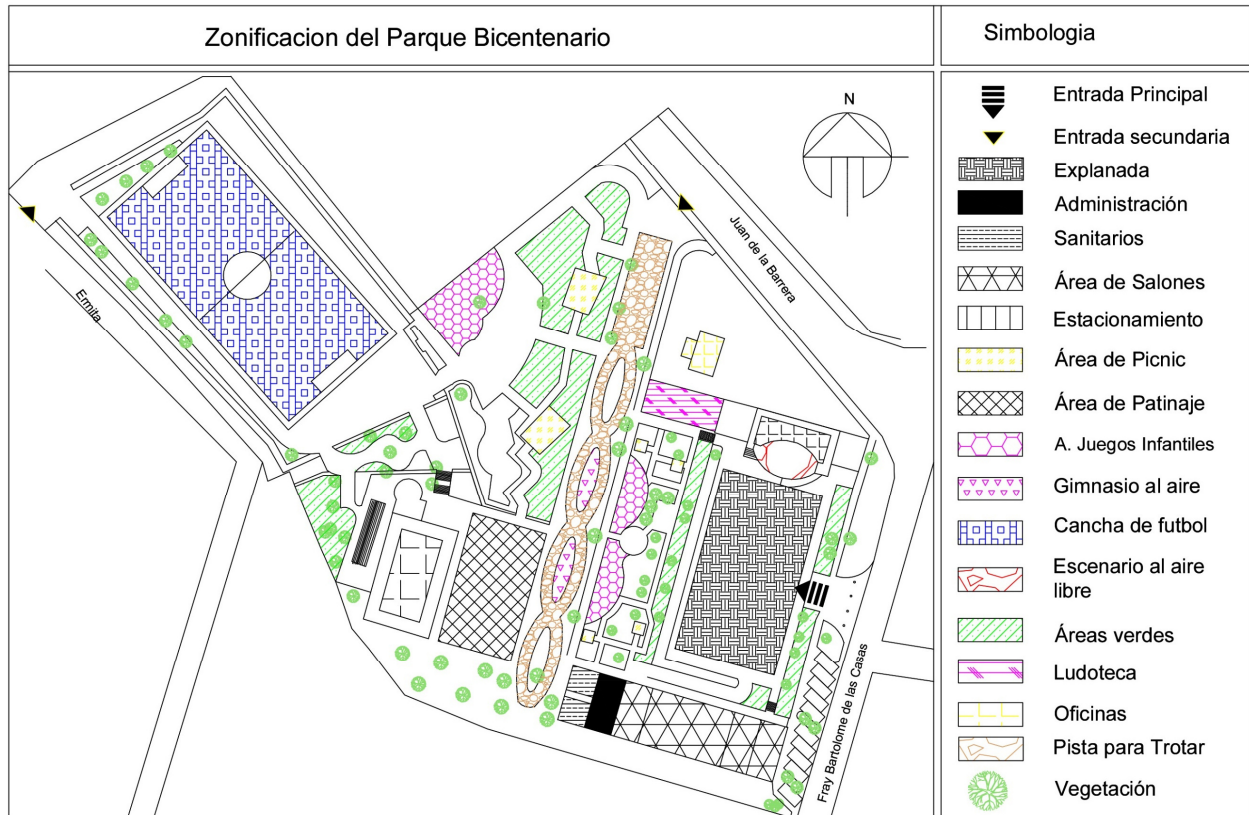 Zonificacion del Parque Bicentenario
Simbologia
N
Juan de la Barrera
Ermita
Fray Bartolome de las Casas
Entrada Principal
Entrada secundaria
Explanada
Administración
Sanitarios
Área de Salones
Estacionamiento
Área de Picnic
Área de Patinaje
A. Juegos Infantiles
Gimnasio al aire
Cancha de futbol
Escenario al aire
libre
Áreas verdes
Ludoteca
Oficinas
Pista para Trotar
Vegetación